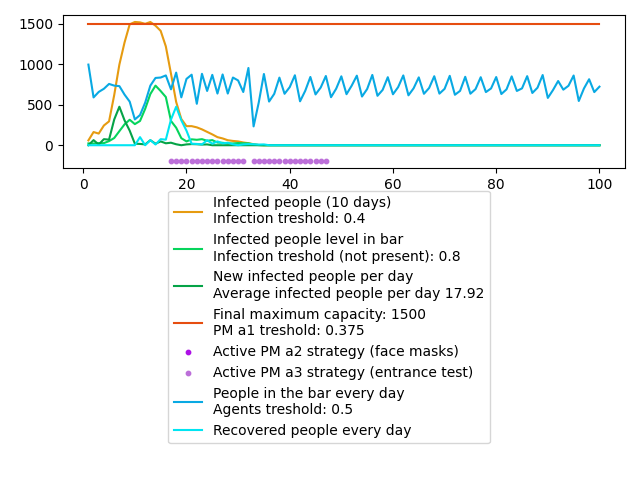 1500
1000
500
0
0
20
40
60
80
100
Infected people (10 days)
Infection treshold: 0.4
Infected people level in bar
Infection treshold (not present): 0.8
New infected people per day
Average infected people per day 17.92
Final maximum capacity: 1500
PM a1 treshold: 0.375
Active PM a2 strategy (face masks)
Active PM a3 strategy (entrance test)
People in the bar every day
Agents treshold: 0.5
Recovered people every day